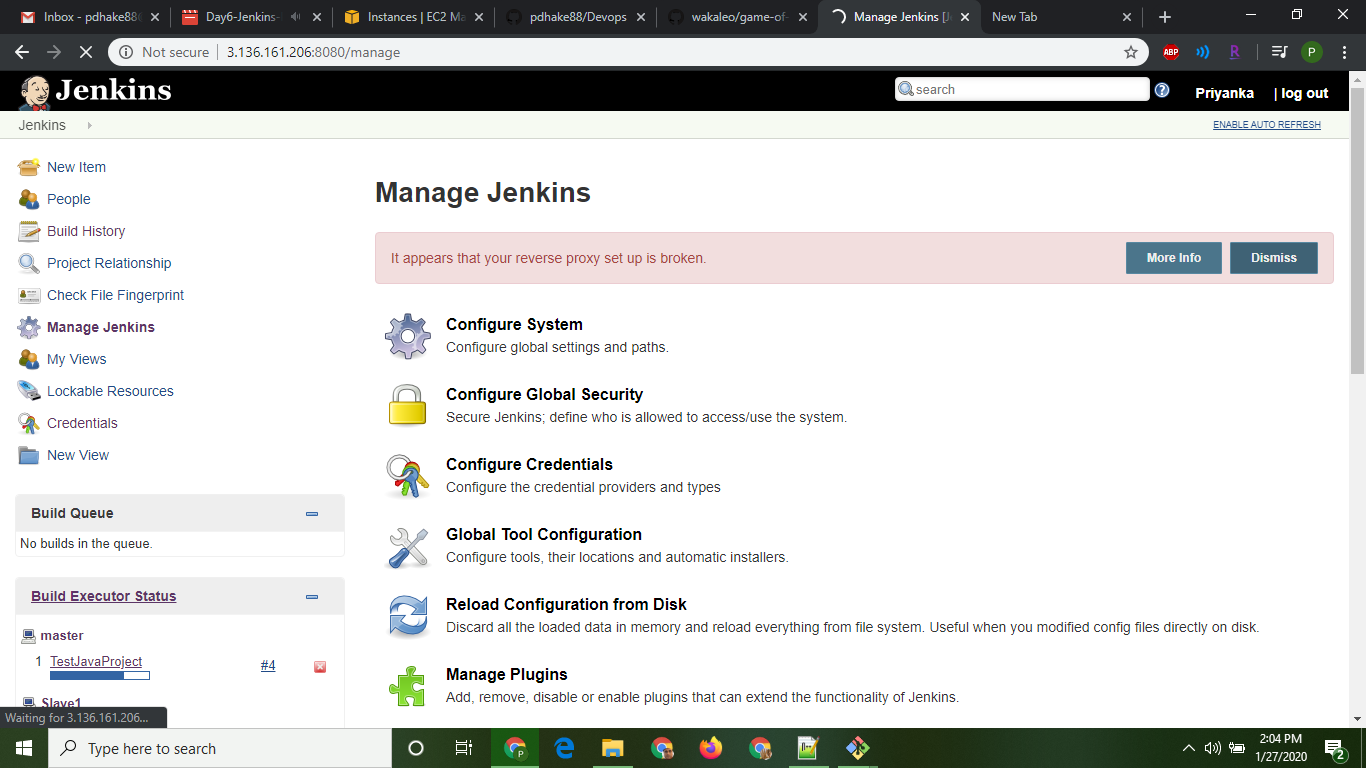 Inbox - pdhake88
Day6-Jenkins-
Instances | EC2 Ma
pdhake88/Devops
wakaleo/game-of-
Manage Jenkins [J
New Tab
Not secure
3.136.161.206:8080/manage
ABP
R
P
Jenkins
search
?
Priyanka
| log out
Jenkins
ENABLE AUTO REFRESH
New Item
People
Build History
Project Relationship
Check File Fingerprint
Manage Jenkins
My Views
Lockable Resources
Credentials
New View
Build Queue
No builds in the queue.
Build Executor Status
master
1 TestJavaProject #4
Slave1
Waiting for 3.136.161.206...
Manage Jenkins
It appears that your reverse proxy set up is broken.
More Info
Dismiss
Configure System
Configure global settings and paths.
Configure Global Security
Secure Jenkins; define who is allowed to access/use the system.
Configure Credentials
Configure the credential providers and types
Global Tool Configuration
Configure tools, their locations and automatic installers.
Reload Configuration from Disk
Discard all the loaded data in memory and reload everything from file system. Useful when you modified config files directly on disk.
Manage Plugins
Add, remove, disable or enable plugins that can extend the functionality of Jenkins.
Type here to search
P
2:04 PM
1/27/2020
2